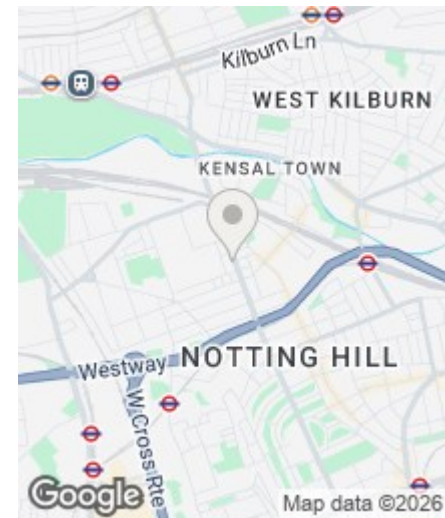 Kilburn Ln
WEST KILBURN
KENSAL TOWN
Westway
NOTTING HILL
W Cross Rte
Google
Map data ©2026